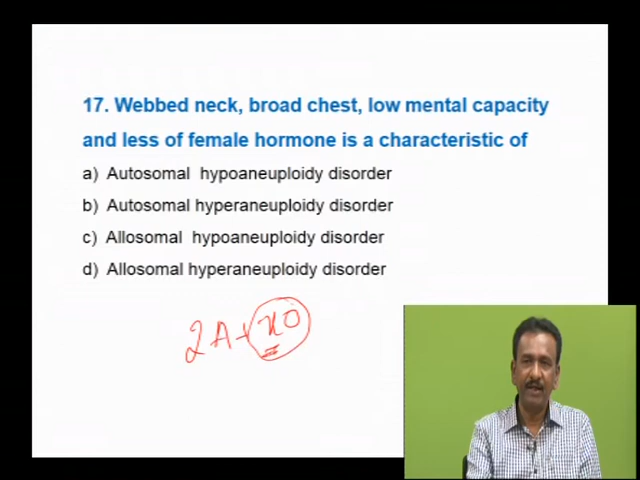 17. Webbed neck, broad chest, low mental capacity
and less of female hormone is a characteristic of
a) Autosomal hypoaneuploidy disorder
b) Autosomal hyperaneuploidy disorder
c) Allosomal hypoaneuploidy disorder
d) Allosomal hyperaneuploidy disorder
2A+XO